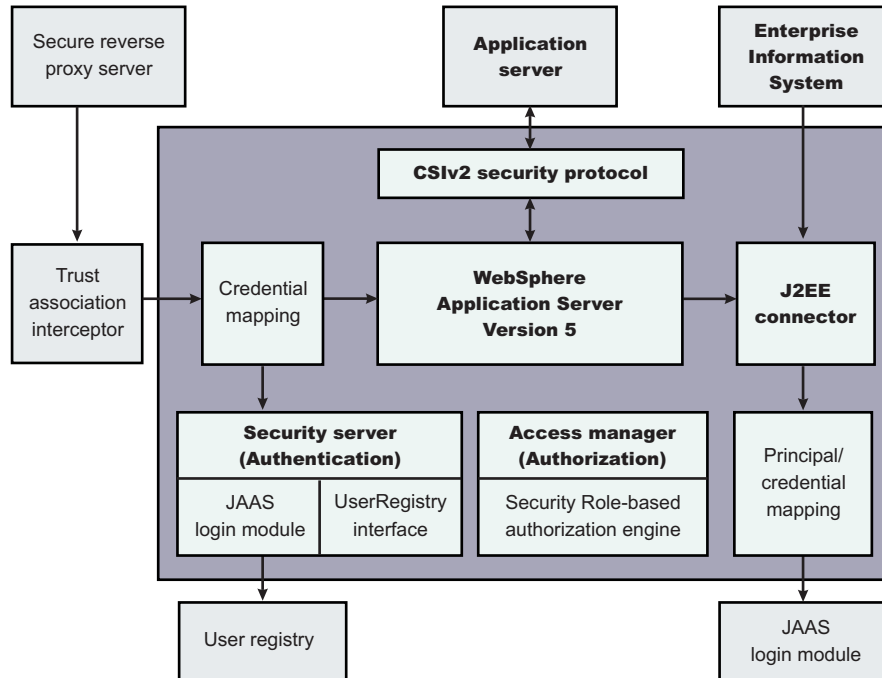 Secure reverse
proxy server
Application
server
Enterprise
Information
System
CSIv2 security protocol
Trust
association
interceptor
Credential
mapping
WebSphere
Application Server
Version 5
J2EE
connector
Security server
(Authentication)
JAAS
login module
UserRegistry
interface
Access manager
(Authorization)
Security Role-based
authorization engine
Principal/
credential
mapping
User registry
JAAS
login module